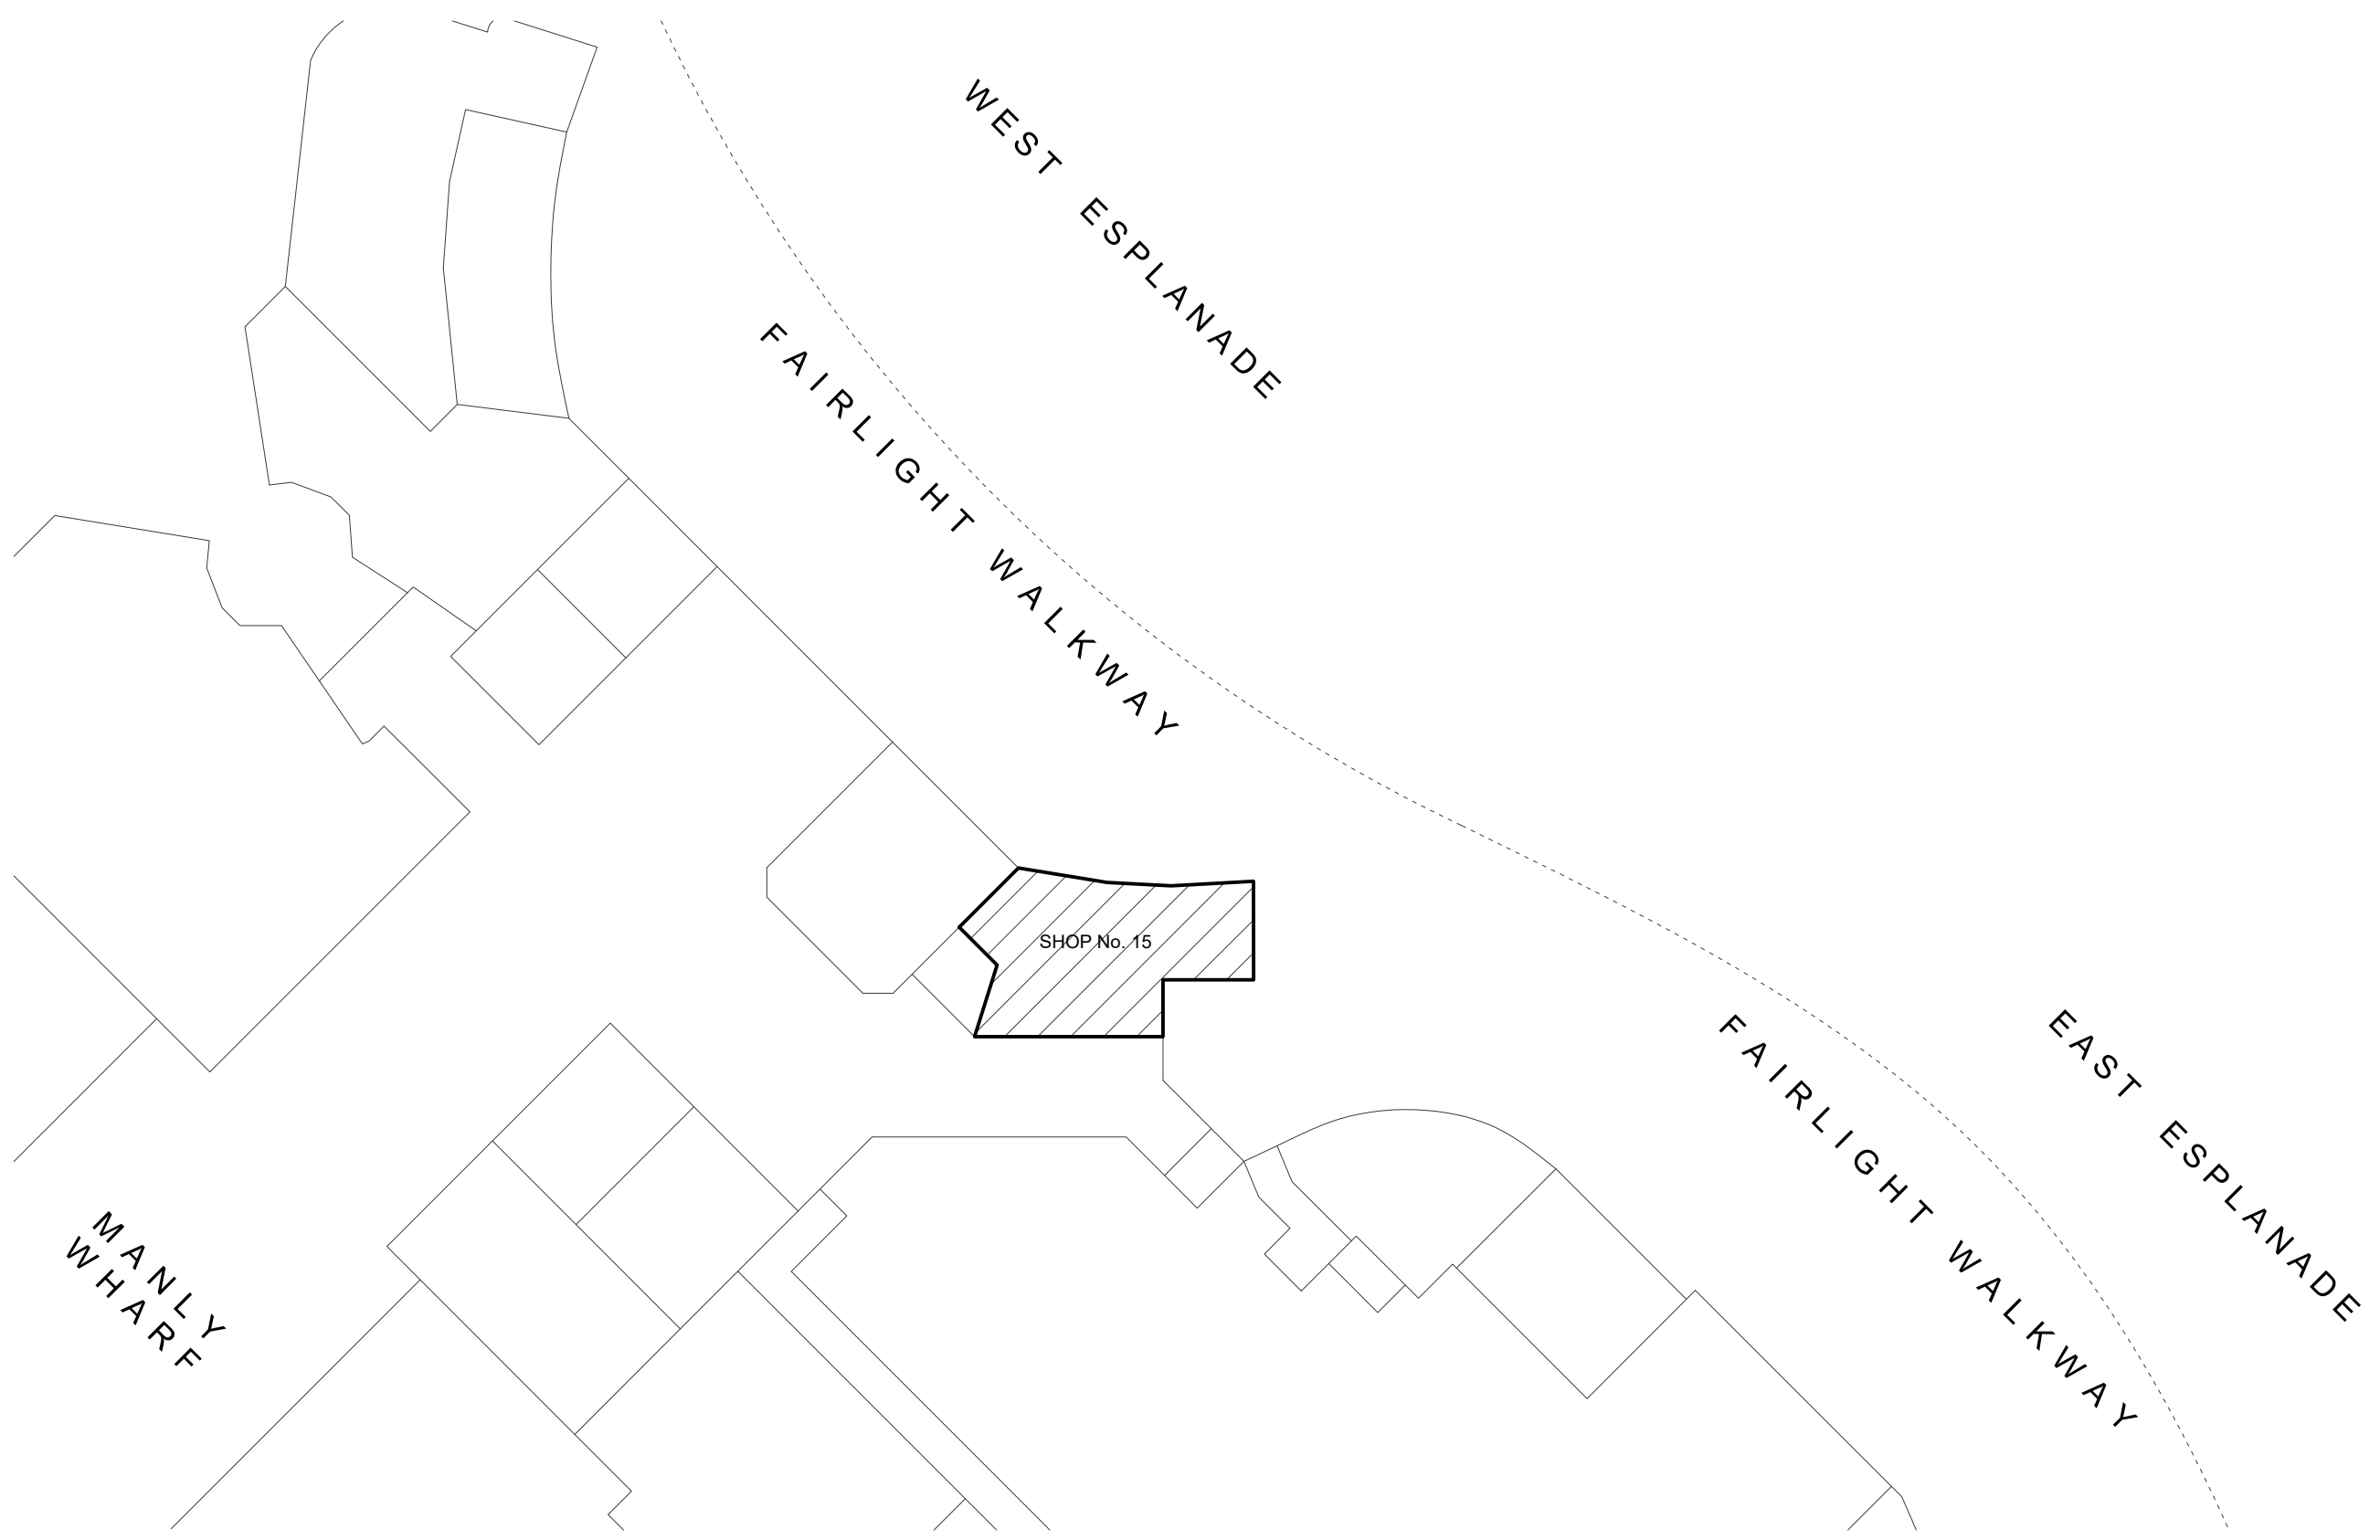 WEST ESPLANADE
FAIRLIGHT WALKWAY
SHOP No. 15
EAST ESPLANADE
FAIRLIGHT WALKWAY
MANLY
WHARF